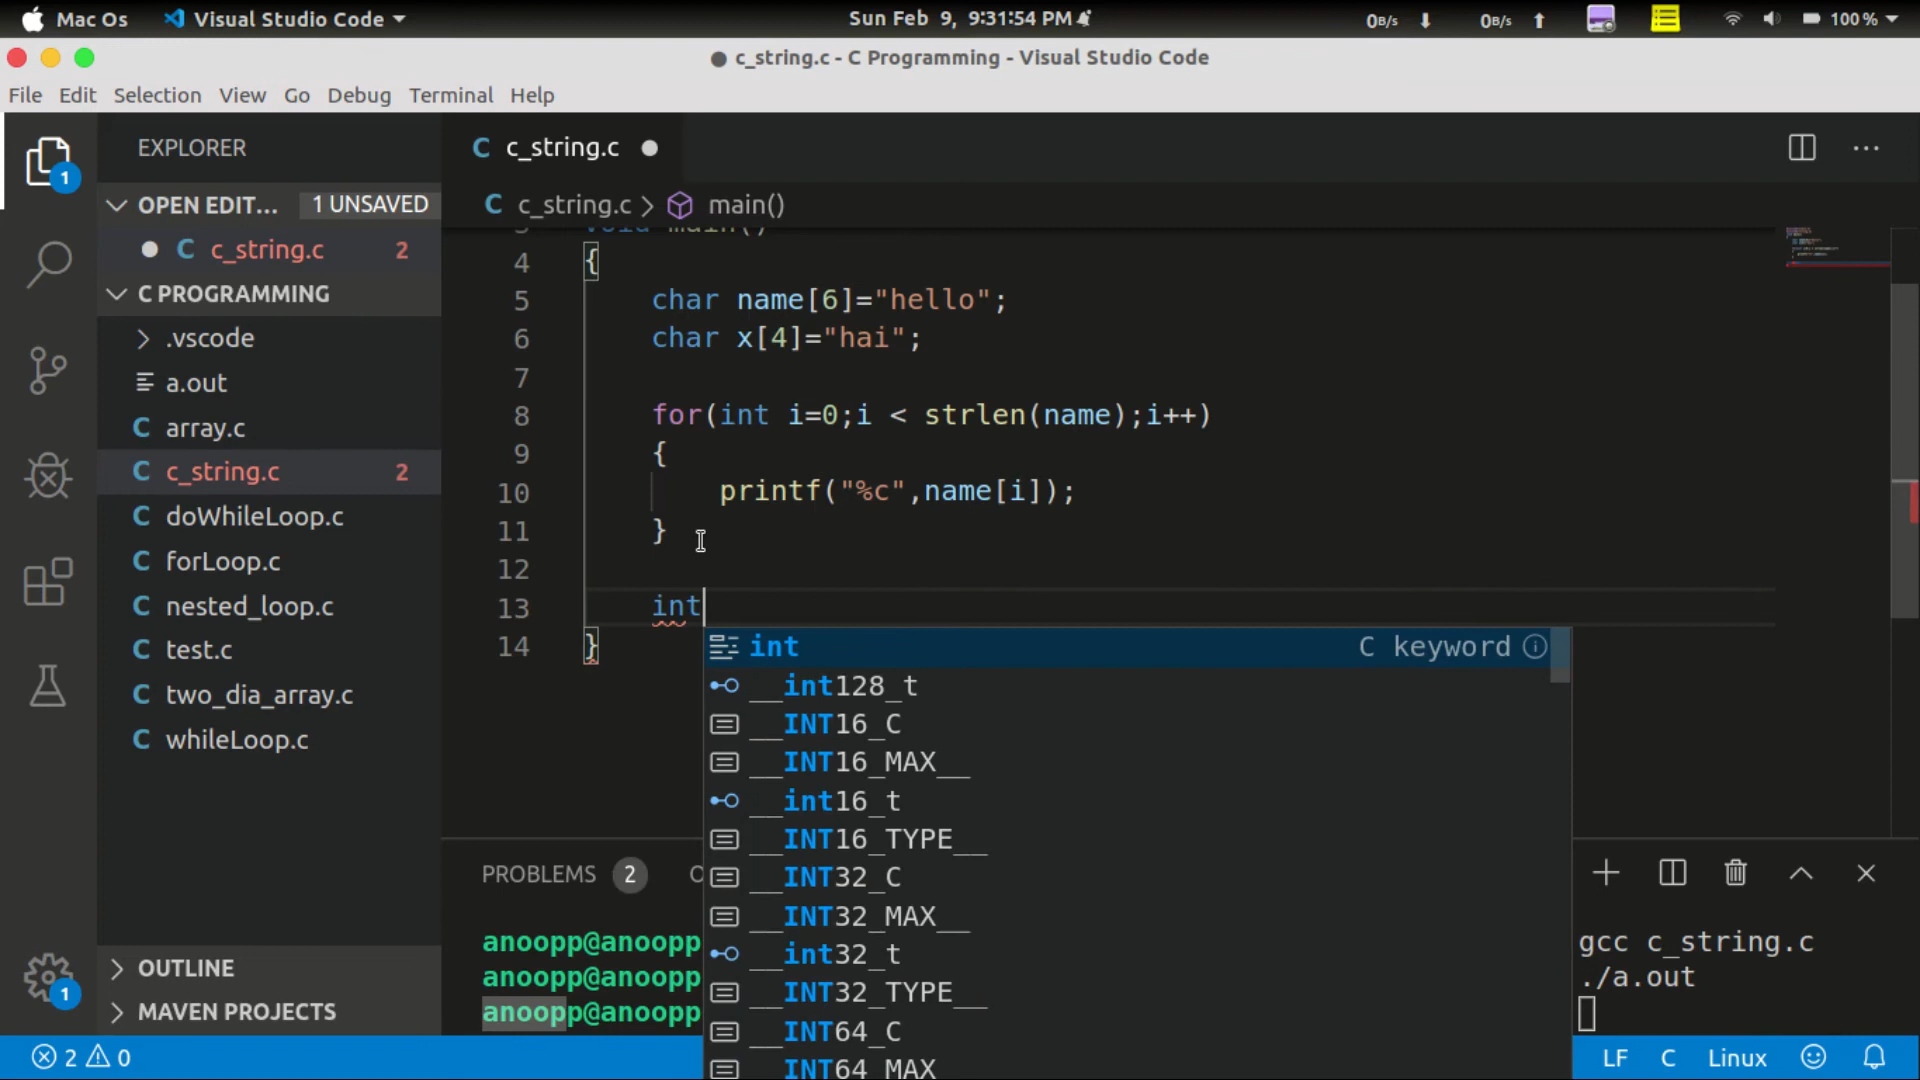 Mac Os Visual Studio Code Sun Feb 9, 9:31:54 PM 0B/s 0B/s 100 %
c_string.c - C Programming - Visual Studio Code
File Edit Selection View Go Debug Terminal Help
EXPLORER
1
OPEN EDIT... 1 UNSAVED
C c_string.c 2
C PROGRAMMING
.vscode
a.out
C array.c
C c_string.c 2
C doWhileLoop.c
C forLoop.c
C nested_loop.c
C test.c
C two_dia_array.c
C whileLoop.c
OUTLINE
MAVEN PROJECTS
1
C c_string.c
C c_string.c > main()
3 void main()
4 {
5 char name[6]="hello";
6 char x[4]="hai";
7
8 for(int i=0;i < strlen(name);i++)
9 {
10 printf("%c",name[i]);
11 }
12
13 int
14 }
int C keyword
__int128_t
__INT16_C
__INT16_MAX__
__int16_t
__INT16_TYPE__
__INT32_C
__INT32_MAX__
__int32_t
__INT32_TYPE__
__INT64_C
__INT64_MAX
PROBLEMS 2 O
anoopp@anoopp gcc c_string.c
anoopp@anoopp ./a.out
anoopp@anoopp
2 0 LF C Linux